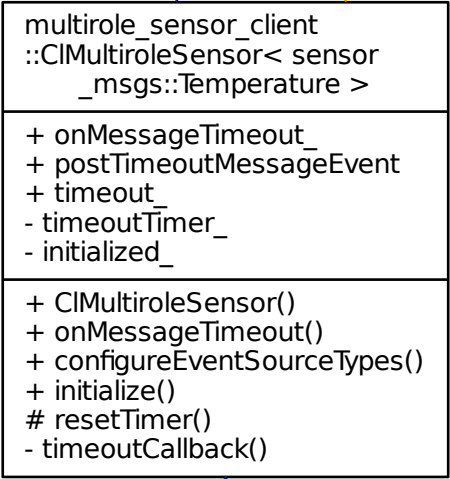 multirole_sensor_client
::ClMultiroleSensor< sensor
_msgs::Temperature >
+ onMessageTimeout_
+ postTimeoutMessageEvent
+ timeout_
- timeoutTimer_
- initialized_
+ ClMultiroleSensor()
+ onMessageTimeout()
+ configureEventSourceTypes()
+ initialize()
# resetTimer()
- timeoutCallback()